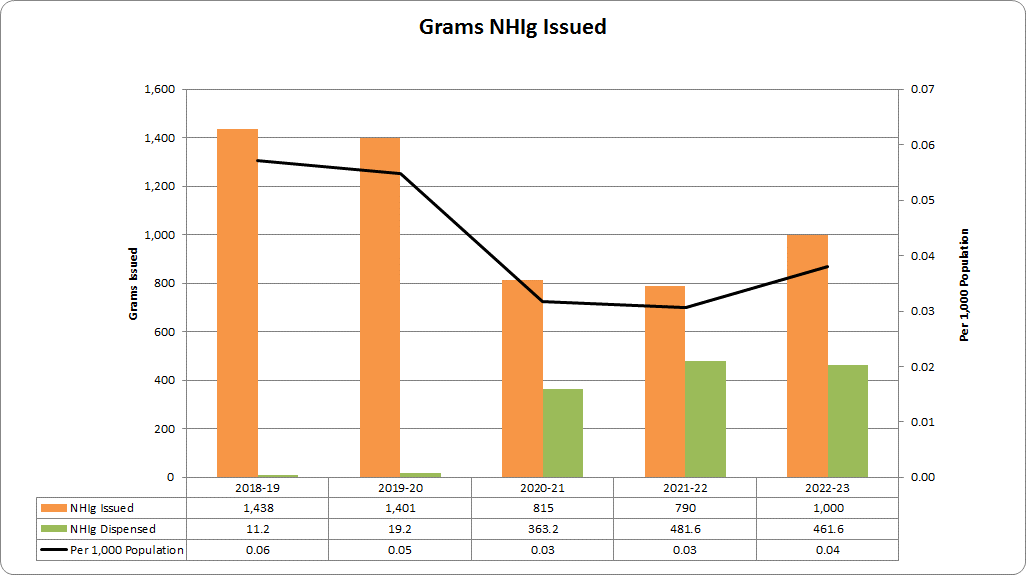 Grams NHIg Issued
1,600
1,400
1,200
1,000
800
600
400
200
0
Grams Issued
0.07
0.06
0.05
0.04
0.03
0.02
0.01
0.00
Per 1,000 Population
2018-19 2019-20 2020-21 2021-22 2022-23
NHIg Issued 1,438 1,401 815 790 1,000
NHIg Dispensed 11.2 19.2 363.2 481.6 461.6
Per 1,000 Population 0.06 0.05 0.03 0.03 0.04